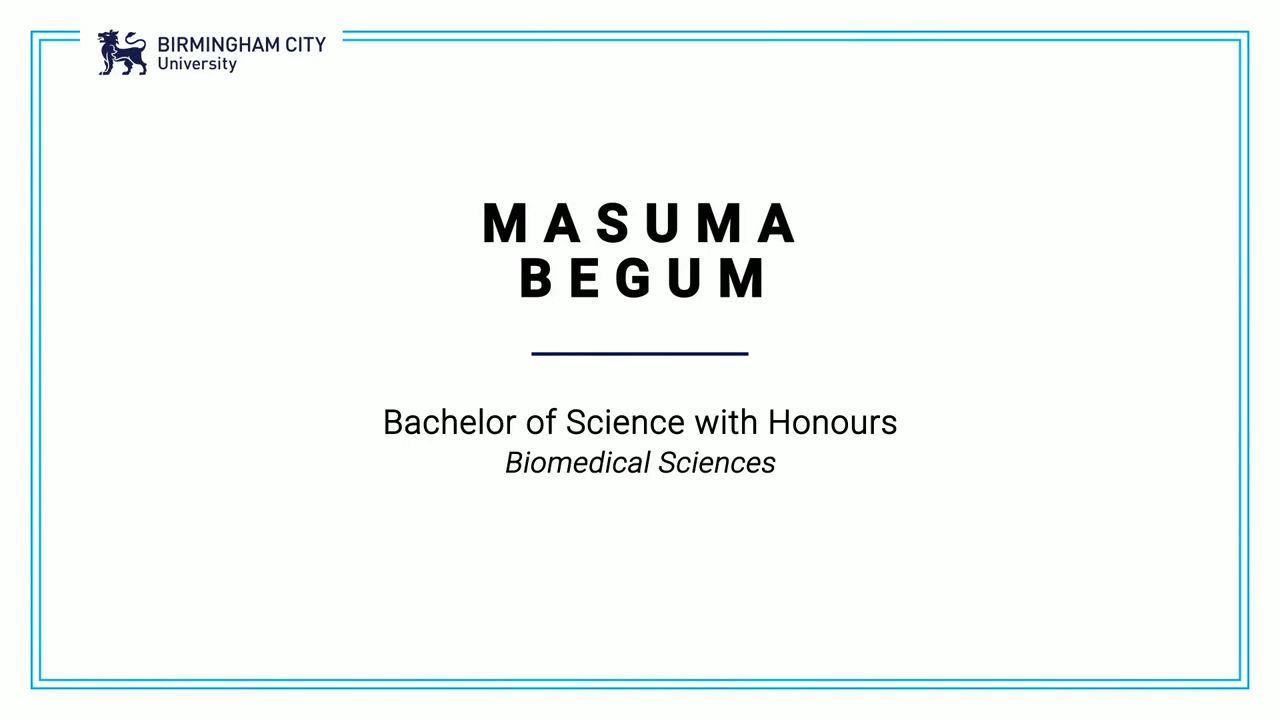 BIRMINGHAM CITY
University
MASUMA
BEGUM
Bachelor of Science with Honours
Biomedical Sciences